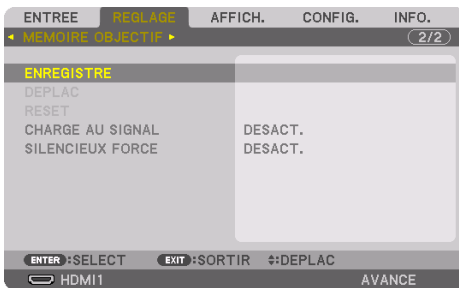 ENTREE REGLAGE AFFICH. CONFIG. INFO.
MEMOIRE OBJECTIF 2/2
ENREGISTRE
DEPLAC
RESET
CHARGE AU SIGNAL DESACT.
SILENCIEUX FORCE DESACT.
ENTER :SELECT EXIT :SORTIR :DEPLAC
HDMI1 AVANCE